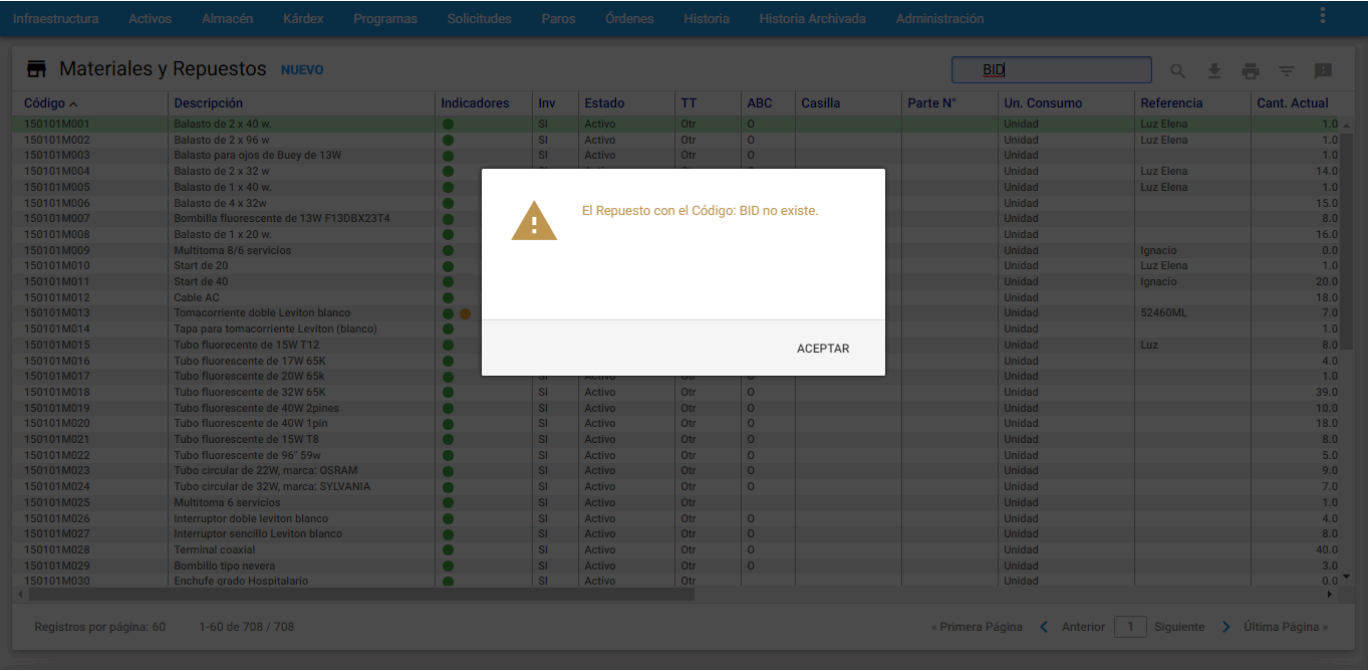 Infraestructura Activos Almacén Kárdex Programas Solicitudes Paros Órdenes Historia Historia Archivada Administración
Materiales y Repuestos NUEVO BID
Código Descripción Indicadores Inv Estado TT ABC Casilla Parte N° Un. Consumo Referencia Cant. Actual
150101M001 Balasto de 2 x 40 w. SI Activo Otr O Unidad Luz Elena 1.0
150101M002 Balasto de 2 x 96 w SI Activo Otr O Unidad Luz Elena 1.0
150101M003 Balasto para ojos de Buey de 13W SI Activo Otr O Unidad 1.0
150101M004 Balasto de 2 x 32 w Unidad Luz Elena 14.0
150101M005 Balasto de 1 x 40 w. Unidad Luz Elena 1.0
150101M006 Balasto de 4 x 32w Unidad 15.0
150101M007 Bombilla fluorescente de 13W F13DBX23T4 Unidad 8.0
150101M008 Balasto de 1 x 20 w. Unidad 16.0
150101M009 Multitoma 8/6 servicios Unidad Ignacio 0.0
150101M010 Start de 20 Unidad Luz Elena 1.0
150101M011 Start de 40 Unidad Ignacio 20.0
150101M012 Cable AC Unidad 18.0
150101M013 Tomacorriente doble Leviton blanco Unidad 52460ML 7.0
150101M014 Tapa para tomacorriente Leviton (blanco) Unidad 1.0
150101M015 Tubo fluorecente de 15W T12 Unidad Luz 8.0
150101M016 Tubo fluorescente de 17W 65K Unidad 4.0
150101M017 Tubo fluorescente de 20W 65k SI Activo Otr O Unidad 1.0
150101M018 Tubo fluorescente de 32W 65K SI Activo Otr O Unidad 39.0
150101M019 Tubo fluorescente de 40W 2pines SI Activo Otr O Unidad 10.0
150101M020 Tubo fluorescente de 40W 1pin SI Activo Otr O Unidad 18.0
150101M021 Tubo fluorescente de 15W T8 SI Activo Otr O Unidad 8.0
150101M022 Tubo fluorescente de 96" 59w SI Activo Otr O Unidad 5.0
150101M023 Tubo circular de 22W, marca: OSRAM SI Activo Otr O Unidad 9.0
150101M024 Tubo circular de 32W, marca: SYLVANIA SI Activo Otr O Unidad 7.0
150101M025 Multitoma 6 servicios SI Activo Otr Unidad 1.0
150101M026 Interruptor doble leviton blanco SI Activo Otr O Unidad 4.0
150101M027 Interruptor sencillo Leviton blanco SI Activo Otr O Unidad 8.0
150101M028 Terminal coaxial SI Activo Otr O Unidad 40.0
150101M029 Bombillo tipo nevera SI Activo Otr O Unidad 3.0
150101M030 Enchufe grado Hospitalario SI Activo Otr Unidad 0.0
El Repuesto con el Código: BID no existe.
ACEPTAR
Registros por página: 60 1-60 de 708 / 708 « Primera Página Anterior 1 Siguiente Última Página »